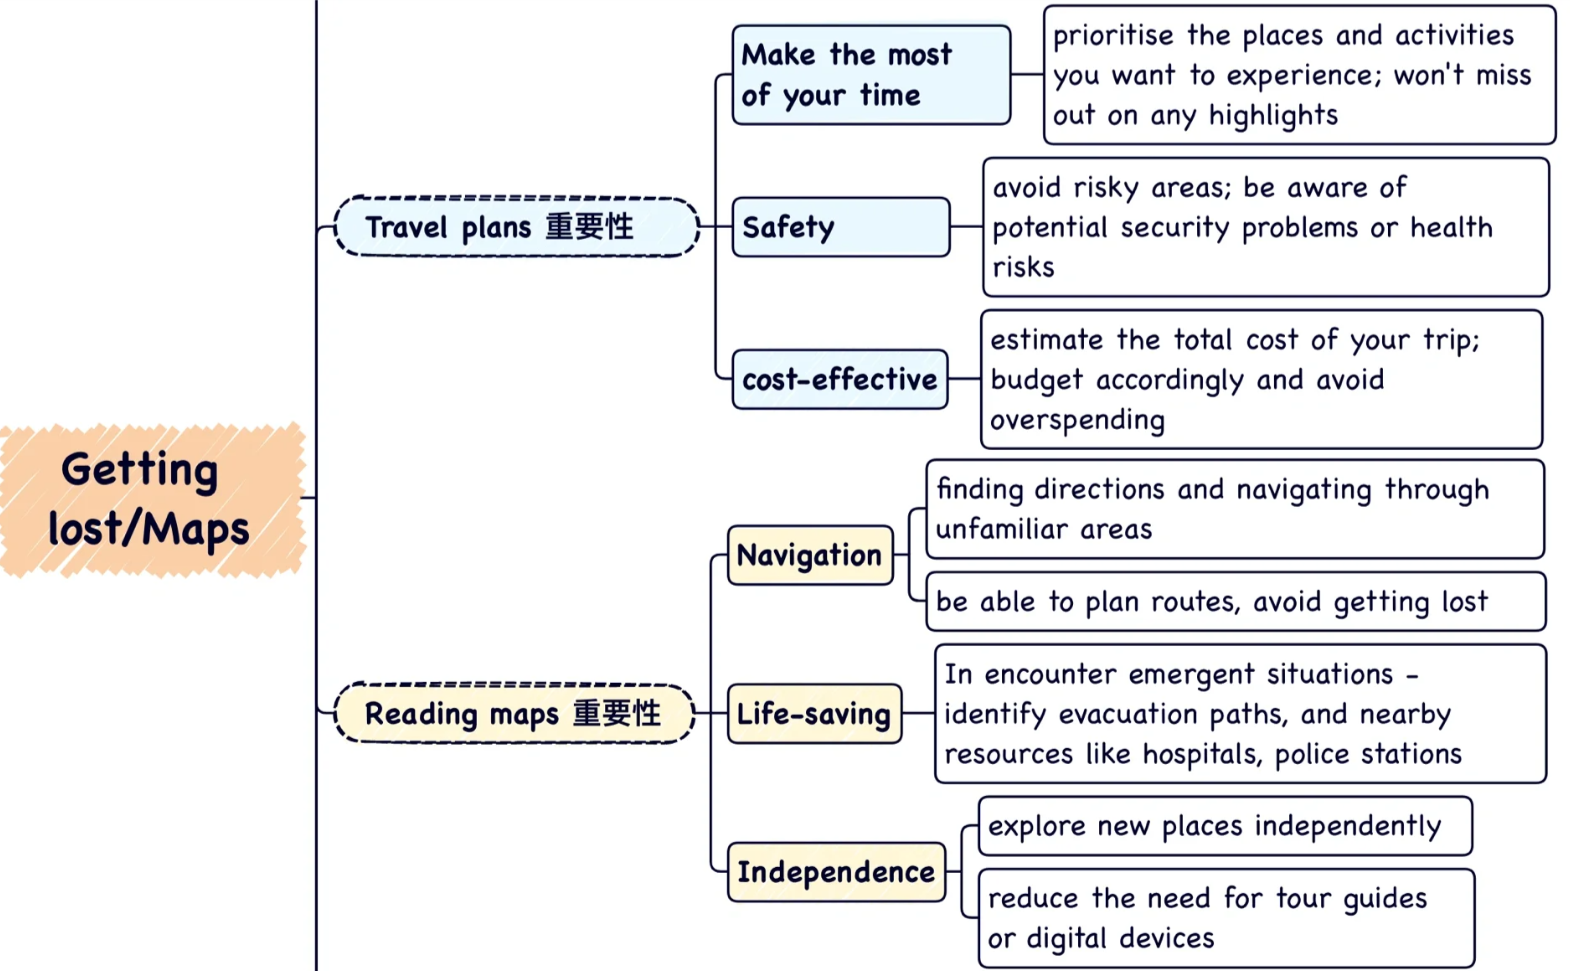 Getting
lost/Maps
Travel plans 重要性
Make the most
of your time
prioritise the places and activities
you want to experience; won't miss
out on any highlights
Safety
avoid risky areas; be aware of
potential security problems or health
risks
cost-effective
estimate the total cost of your trip;
budget accordingly and avoid
overspending
Reading maps 重要性
Navigation
finding directions and navigating through
unfamiliar areas
be able to plan routes, avoid getting lost
Life-saving
In encounter emergent situations -
identify evacuation paths, and nearby
resources like hospitals, police stations
Independence
explore new places independently
reduce the need for tour guides
or digital devices